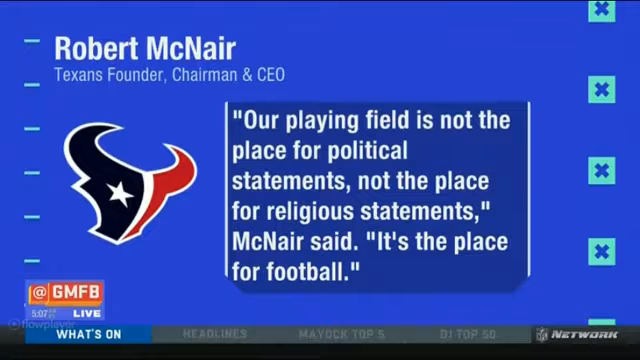 Robert McNair
Texans Founder, Chairman & CEO
"Our playing field is not the
place for political
statements, not the place
for religious statements,"
McNair said. "It's the place
for football."
@GMFB
LIVE
flowplayer
WHAT'S ON
HEADLINES
MAYOCK TOP 5
DJ TOP 50
NFL NETWORK